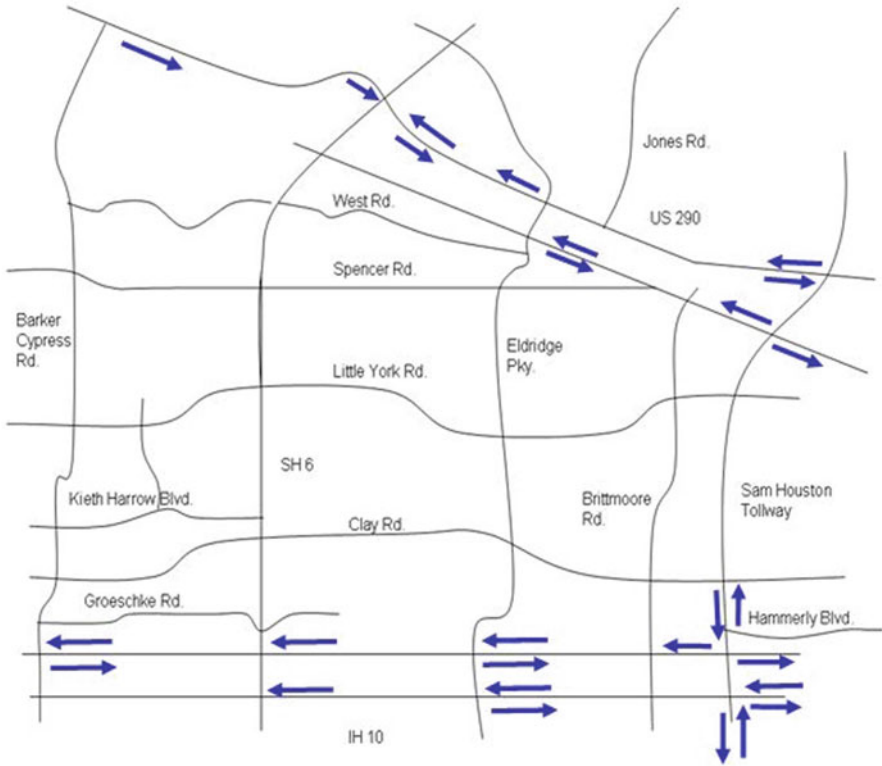 Jones Rd.
West Rd.
US 290
Spencer Rd.
Barker
Cypress
Rd.
Eldridge
Pky.
Little York Rd.
SH 6
Kieth Harrow Blvd.
Brittmoore
Rd.
Sam Houston
Tollway
Clay Rd.
Groeschke Rd.
Hammerly Blvd.
IH 10